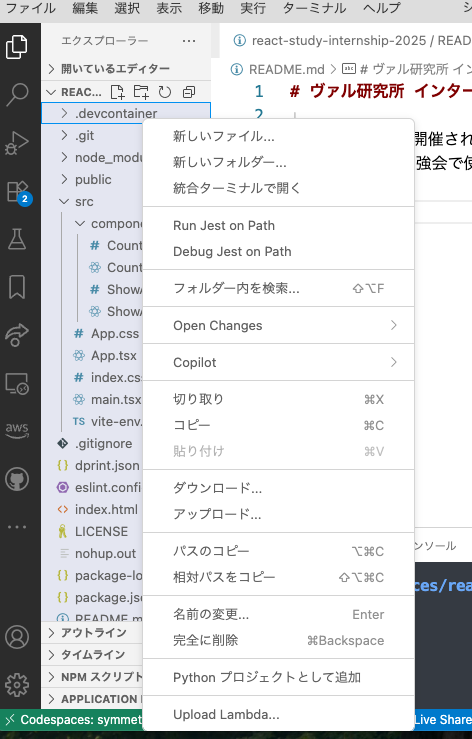 ファイル 編集 選択 表示 移動 実行 ターミナル ヘルプ
エクスプローラー ...
react-study-internship-2025 / READ
開いているエディター
README.md > # ヴァル研究所 イン
REAC...
1 # ヴァル研究所 インター
2
.devcontainer
.git
node_modu
public
src
compone
# Count
Count
# ShowA
ShowA
# App.css
App.tsx
# index.cs
main.tsx
TS vite-env.
.gitignore
dprint.json
eslint.confi
index.html
LICENSE
nohup.out
package-lo
package.jso
README.m
アウトライン
タイムライン
NPM スクリプト
APPLICATION
2
aws
開催され
強会で使
新しいファイル...
新しいフォルダー...
統合ターミナルで開く
Run Jest on Path
Debug Jest on Path
フォルダー内を検索... ⇧⌥F
Open Changes
Copilot
切り取り ⌘X
コピー ⌘C
貼り付け ⌘V
ダウンロード...
アップロード...
パスのコピー ⌥⌘C
相対パスをコピー ⇧⌥⌘C
名前の変更... Enter
完全に削除 ⌘Backspace
Python プロジェクトとして追加
Upload Lambda...
ンソール
ces/rea
Codespaces: symmet
Live Share